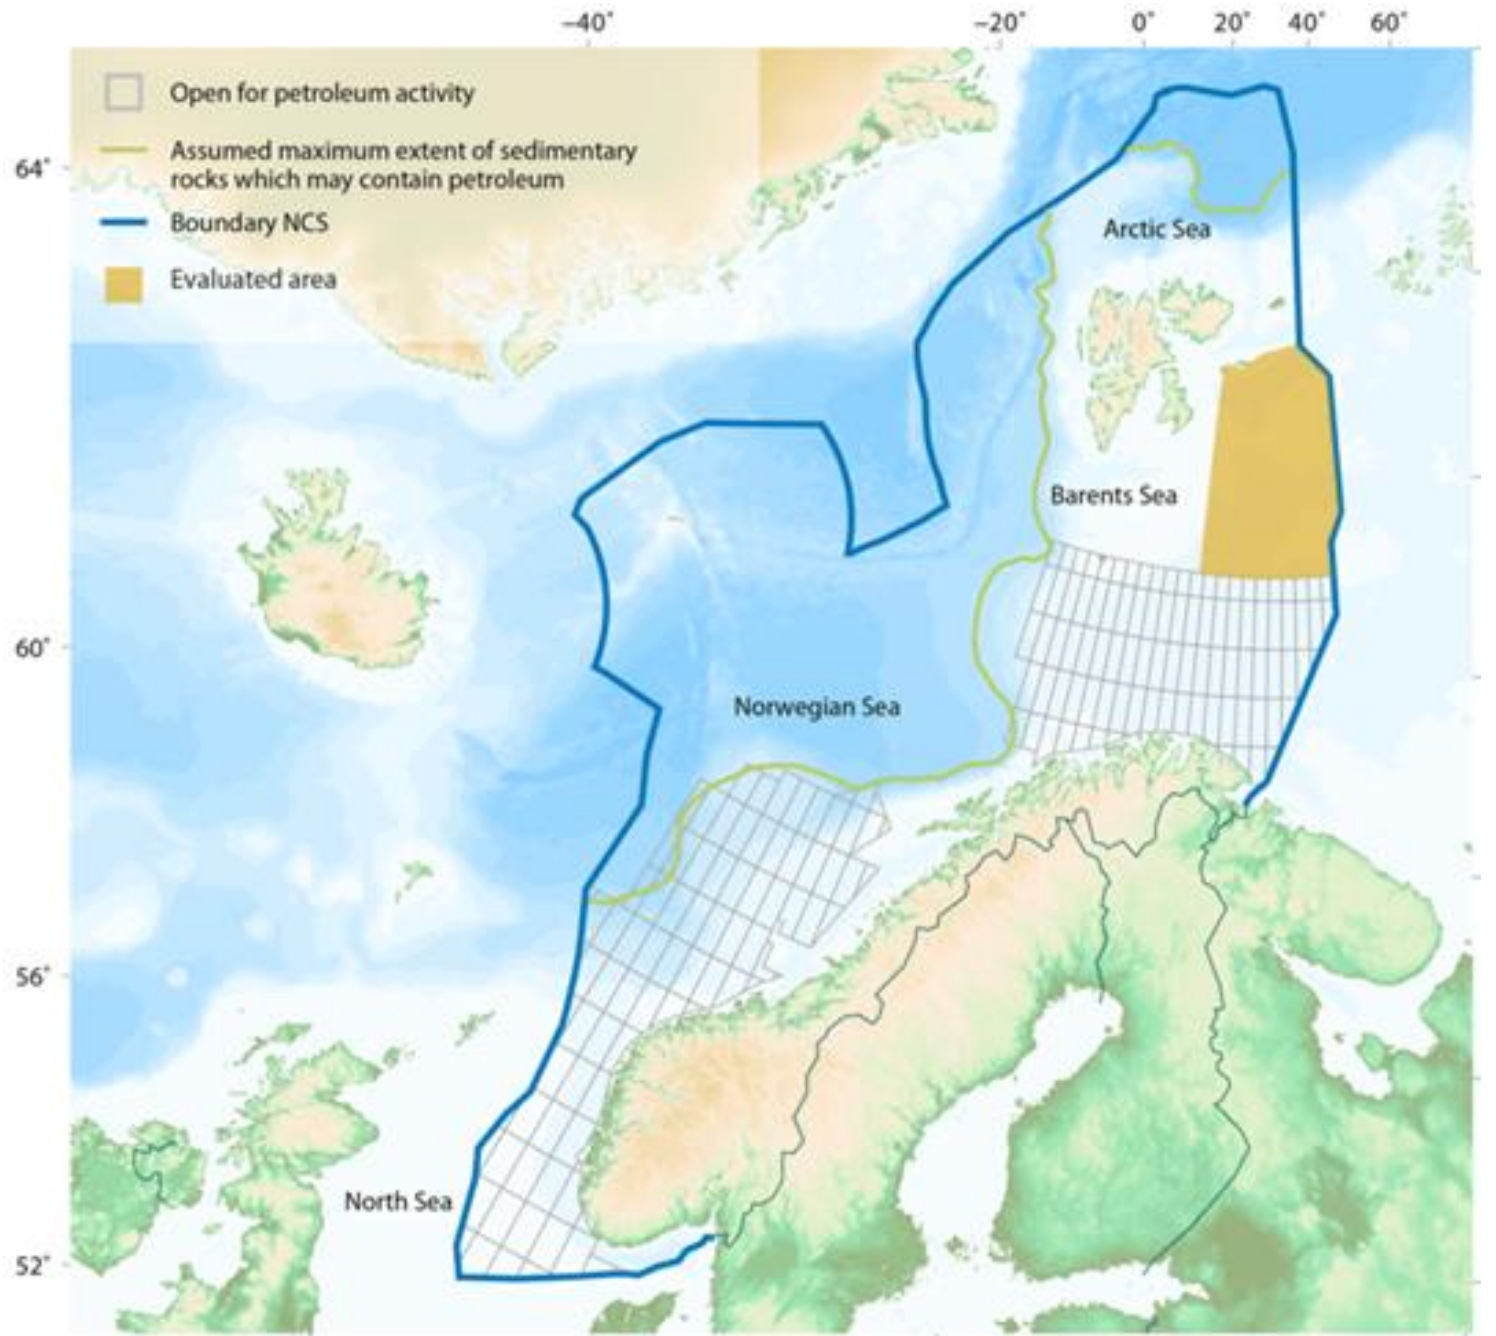 −40° −20° 0° 20° 40° 60°
Open for petroleum activity
Assumed maximum extent of sedimentary
rocks which may contain petroleum
64°
Boundary NCS
Arctic Sea
Evaluated area
Barents Sea
60°
Norwegian Sea
56°
North Sea
52°